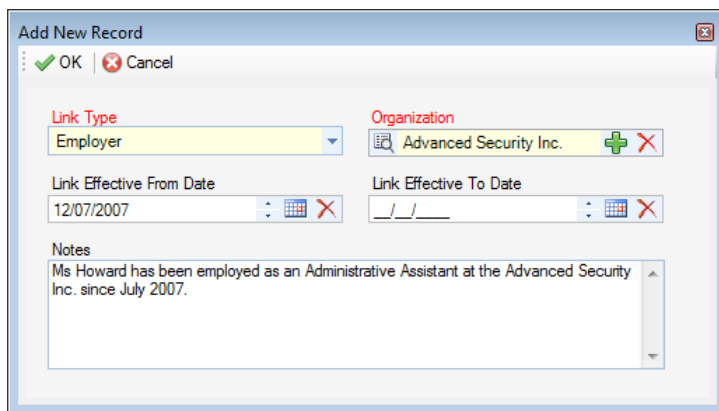 Add New Record
OK Cancel
Link Type Organization
Employer Advanced Security Inc.
Link Effective From Date Link Effective To Date
12/07/2007 __/__/____
Notes
Ms Howard has been employed as an Administrative Assistant at the Advanced Security
Inc. since July 2007.